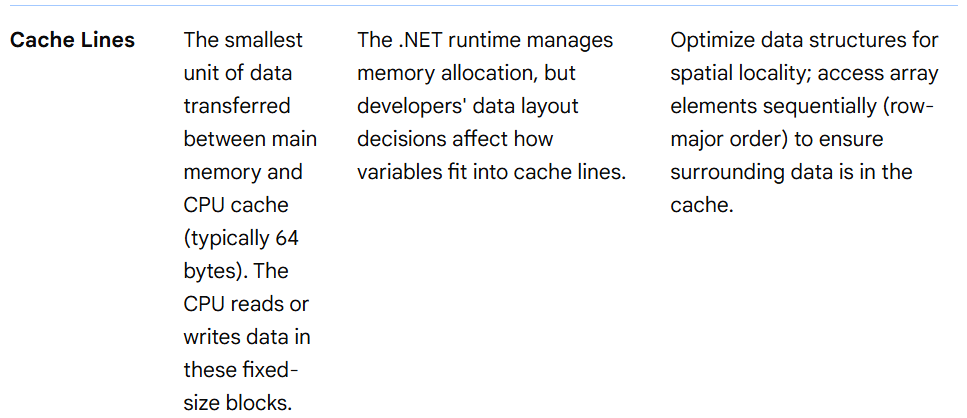 Cache Lines
The smallest
unit of data
transferred
between main
memory and
CPU cache
(typically 64
bytes). The
CPU reads or
writes data in
these fixed-
size blocks.
The .NET runtime manages
memory allocation, but
developers' data layout
decisions affect how
variables fit into cache lines.
Optimize data structures for
spatial locality; access array
elements sequentially (row-
major order) to ensure
surrounding data is in the
cache.